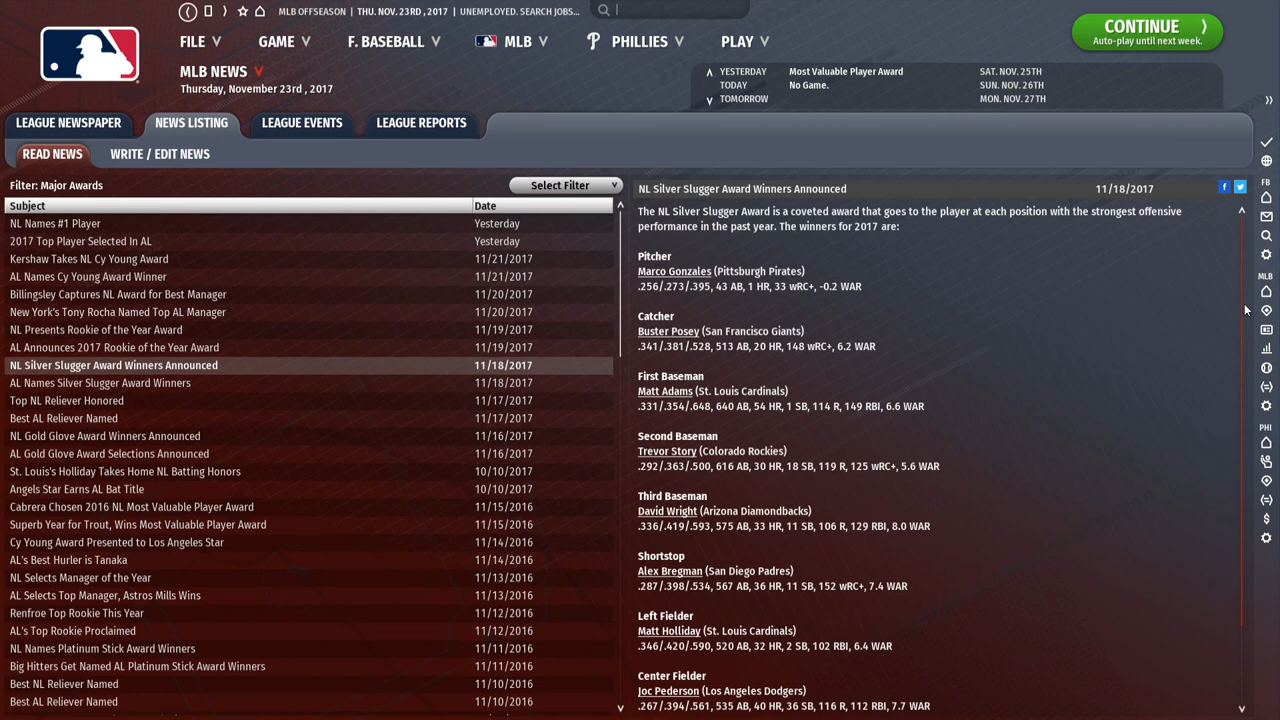 MLB OFFSEASON | THU. NOV. 23RD , 2017 | UNEMPLOYED. SEARCH JOBS...
FILE GAME F. BASEBALL MLB PHILLIES PLAY
CONTINUE
Auto-play until next week.
MLB NEWS
Thursday, November 23rd , 2017
YESTERDAY Most Valuable Player Award SAT. NOV. 25TH
TODAY No Game. SUN. NOV. 26TH
TOMORROW MON. NOV. 27TH
LEAGUE NEWSPAPER NEWS LISTING LEAGUE EVENTS LEAGUE REPORTS
READ NEWS WRITE / EDIT NEWS
Filter: Major Awards Select Filter
Subject Date
NL Names #1 Player Yesterday
2017 Top Player Selected In AL Yesterday
Kershaw Takes NL Cy Young Award 11/21/2017
AL Names Cy Young Award Winner 11/21/2017
Billingsley Captures NL Award for Best Manager 11/20/2017
New York's Tony Rocha Named Top AL Manager 11/20/2017
NL Presents Rookie of the Year Award 11/19/2017
AL Announces 2017 Rookie of the Year Award 11/19/2017
NL Silver Slugger Award Winners Announced 11/18/2017
AL Names Silver Slugger Award Winners 11/18/2017
Top NL Reliever Honored 11/17/2017
Best AL Reliever Named 11/17/2017
NL Gold Glove Award Winners Announced 11/16/2017
AL Gold Glove Award Selections Announced 11/16/2017
St. Louis's Holliday Takes Home NL Batting Honors 10/10/2017
Angels Star Earns AL Bat Title 10/10/2017
Cabrera Chosen 2016 NL Most Valuable Player Award 11/15/2016
Superb Year for Trout, Wins Most Valuable Player Award 11/15/2016
Cy Young Award Presented to Los Angeles Star 11/14/2016
AL's Best Hurler is Tanaka 11/14/2016
NL Selects Manager of the Year 11/13/2016
AL Selects Top Manager, Astros Mills Wins 11/13/2016
Renfroe Top Rookie This Year 11/12/2016
AL's Top Rookie Proclaimed 11/12/2016
NL Names Platinum Stick Award Winners 11/11/2016
Big Hitters Get Named AL Platinum Stick Award Winners 11/11/2016
Best NL Reliever Named 11/10/2016
Best AL Reliever Named 11/10/2016
NL Silver Slugger Award Winners Announced 11/18/2017
The NL Silver Slugger Award is a coveted award that goes to the player at each position with the strongest offensive
performance in the past year. The winners for 2017 are:
Pitcher
Marco Gonzales (Pittsburgh Pirates)
.256/.273/.395, 43 AB, 1 HR, 33 wRC+, -0.2 WAR
Catcher
Buster Posey (San Francisco Giants)
.341/.381/.528, 513 AB, 20 HR, 148 wRC+, 6.2 WAR
First Baseman
Matt Adams (St. Louis Cardinals)
.331/.354/.648, 640 AB, 54 HR, 1 SB, 114 R, 149 RBI, 6.6 WAR
Second Baseman
Trevor Story (Colorado Rockies)
.292/.363/.500, 616 AB, 30 HR, 18 SB, 119 R, 125 wRC+, 5.6 WAR
Third Baseman
David Wright (Arizona Diamondbacks)
.336/.419/.593, 575 AB, 33 HR, 11 SB, 106 R, 129 RBI, 8.0 WAR
Shortstop
Alex Bregman (San Diego Padres)
.287/.398/.534, 567 AB, 36 HR, 11 SB, 152 wRC+, 7.4 WAR
Left Fielder
Matt Holliday (St. Louis Cardinals)
.346/.420/.590, 520 AB, 32 HR, 2 SB, 102 RBI, 6.4 WAR
Center Fielder
Joc Pederson (Los Angeles Dodgers)
.267/.394/.561, 535 AB, 40 HR, 36 SB, 116 R, 112 RBI, 7.7 WAR
FB
MLB
PHI